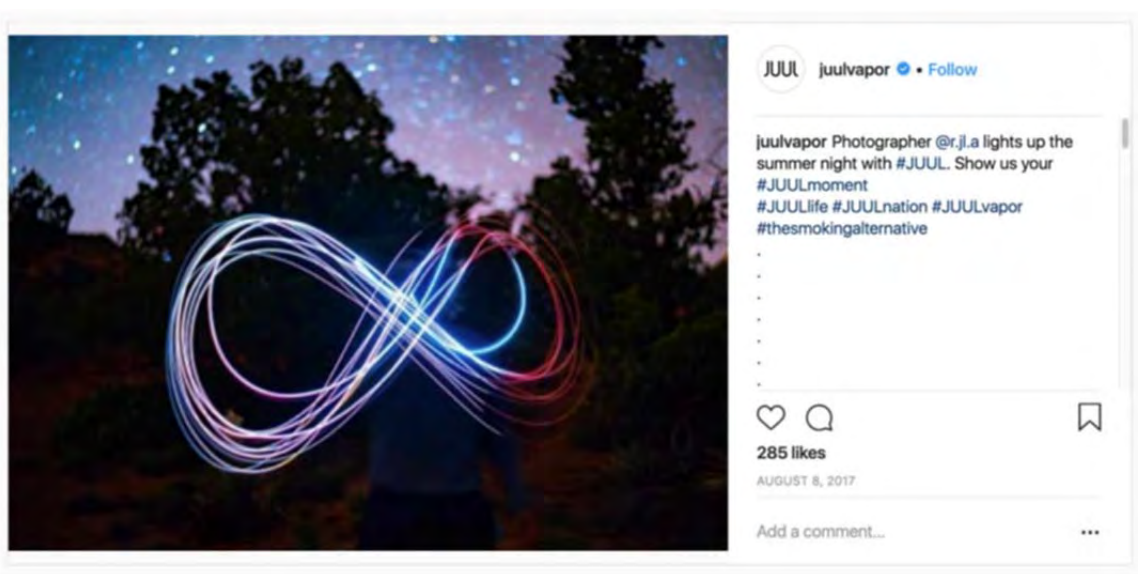 JUUL
juulvapor • Follow
juulvapor Photographer @r.jl.a lights up the
summer night with #JUUL. Show us your
#JUULmoment
#JUULlife #JUULnation #JUULvapor
#thesmokingalternative
.
.
.
.
.
.
.
285 likes
AUGUST 8, 2017
Add a comment...